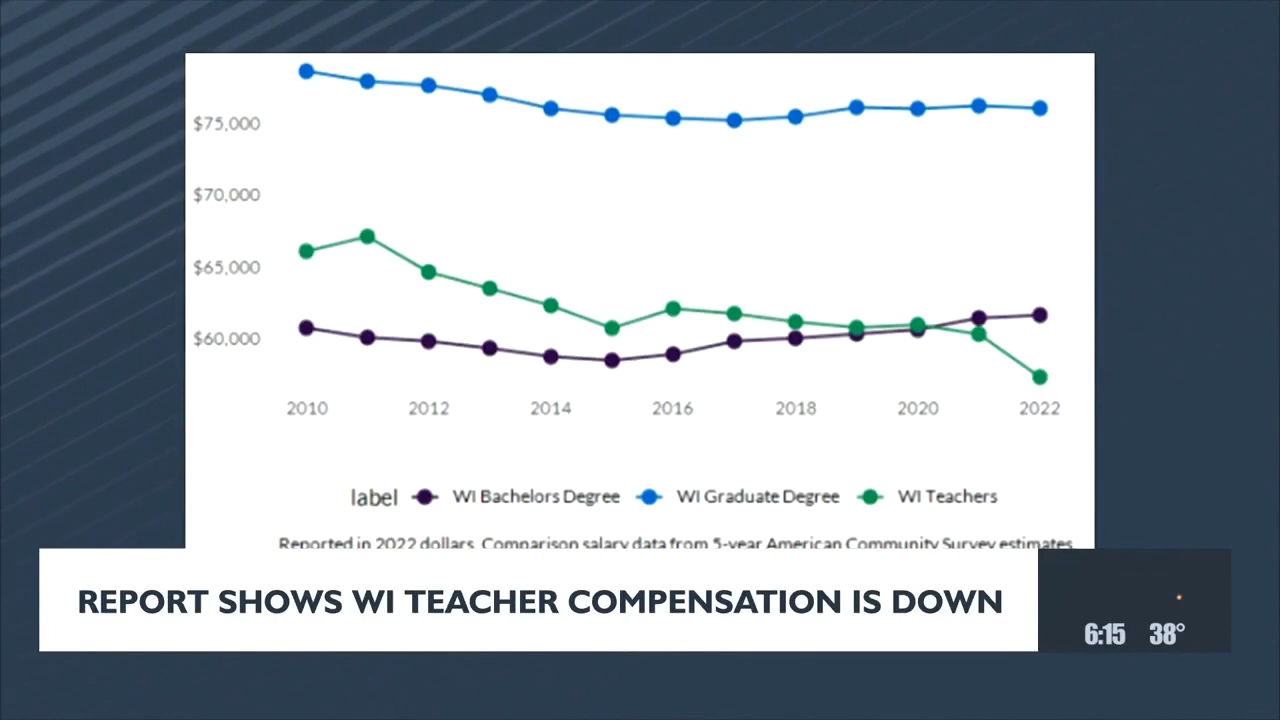 $75,000
$70,000
$65,000
$60,000
2010 2012 2014 2016 2018 2020 2022
label WI Bachelors Degree WI Graduate Degree WI Teachers
Reported in 2022 dollars. Comparison salary data from 5-year American Community Survey estimates
REPORT SHOWS WI TEACHER COMPENSATION IS DOWN
6:15 38°